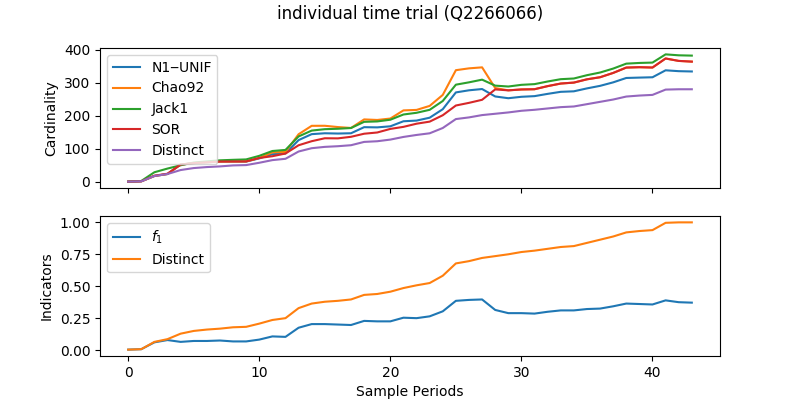 individual time trial (Q2266066)
400
300
200
100
0
Cardinality
N1‒UNIF
Chao92
Jack1
SOR
Distinct
1.00
0.75
0.50
0.25
0.00
Indicators
f1
Distinct
0
10
20
30
40
Sample Periods